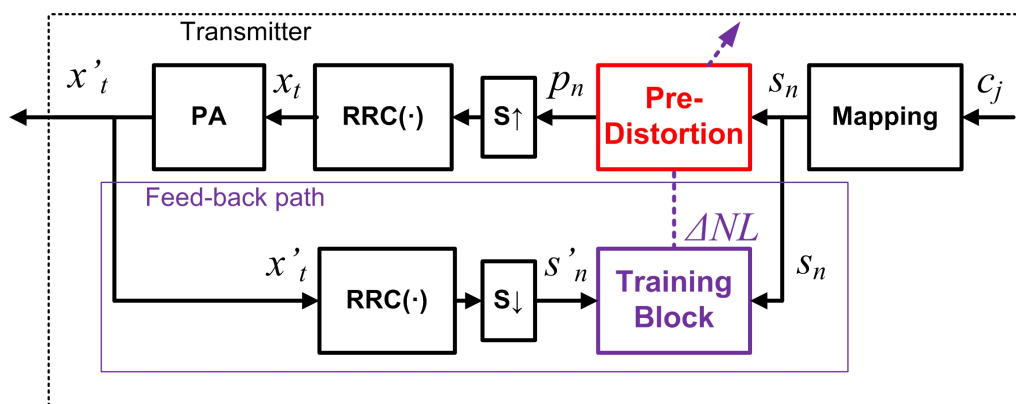 Transmitter
x't
PA
xt
RRC(·)
S↑
pn
Pre-
Distortion
sn
Mapping
cj
Feed-back path
x't
RRC(·)
S↓
s'n
Training
Block
ΔNL
sn